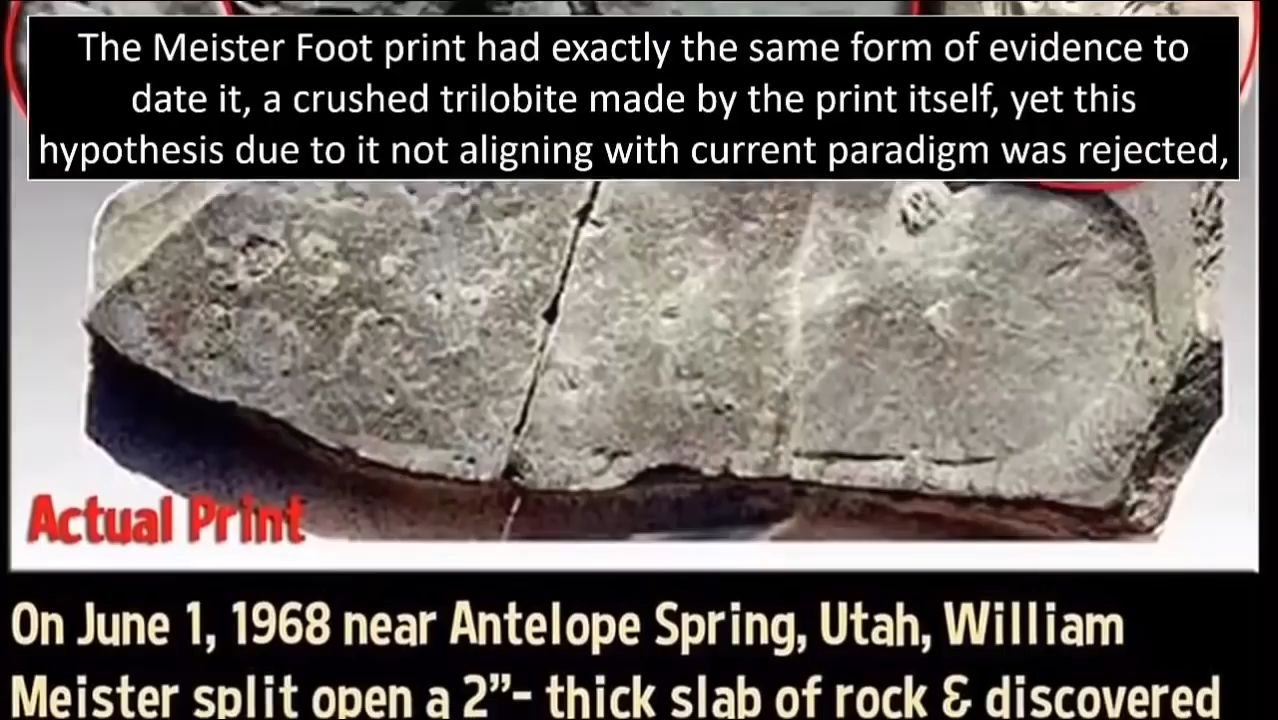 The Meister Foot print had exactly the same form of evidence to
date it, a crushed trilobite made by the print itself, yet this
hypothesis due to it not aligning with current paradigm was rejected,
Actual Print
On June 1, 1968 near Antelope Spring, Utah, William
Meister split open a 2”- thick slab of rock & discovered